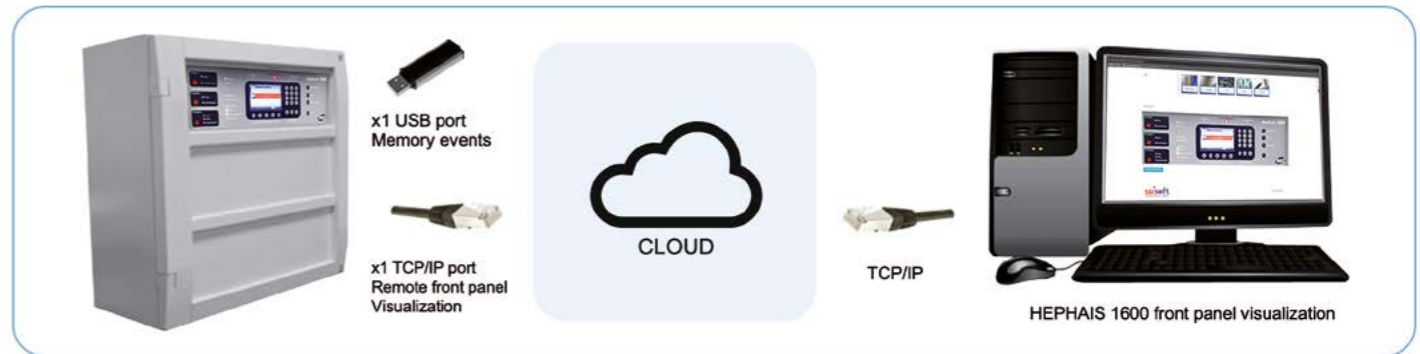 x1 USB port
Memory events
x1 TCP/IP port
Remote front panel
Visualization
CLOUD
TCP/IP
HEPHAIS 1600 front panel visualization